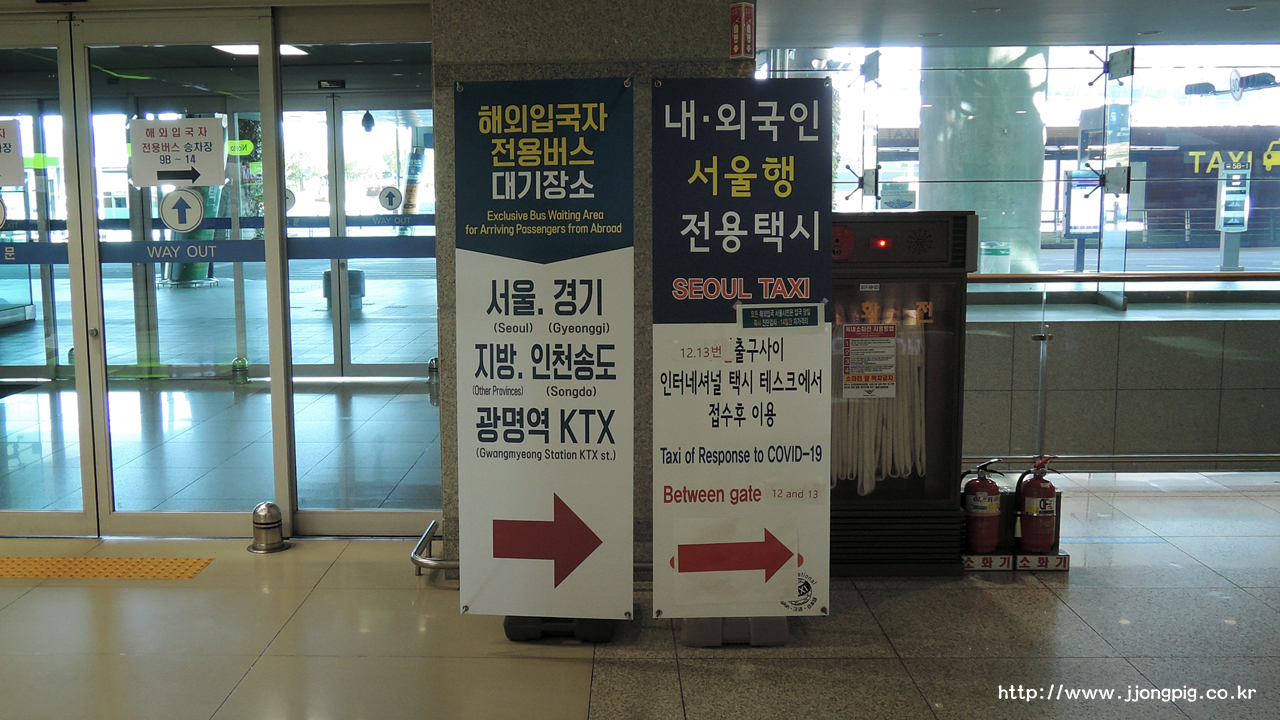 해외입국자
전용버스 승차장
9B ~ 14
WAY OUT
문
WAY OUT
해외입국자
전용버스
대기장소
Exclusive Bus Waiting Area
for Arriving Passengers from Abroad
서울. 경기
(Seoul) (Gyeonggi)
지방. 인천송도
(Other Provinces) (Songdo)
광명역 KTX
(Gwangmyeong Station KTX st.)
내·외국인
서울행
전용택시
SEOUL TAXI
12.13번 출구사이
인터네셔널 택시 테스크에서
접수후 이용
Taxi of Response to COVID-19
Between gate 12 and 13
TAXI
5B-1
소화기
소화기
http://www.jjongpig.co.kr